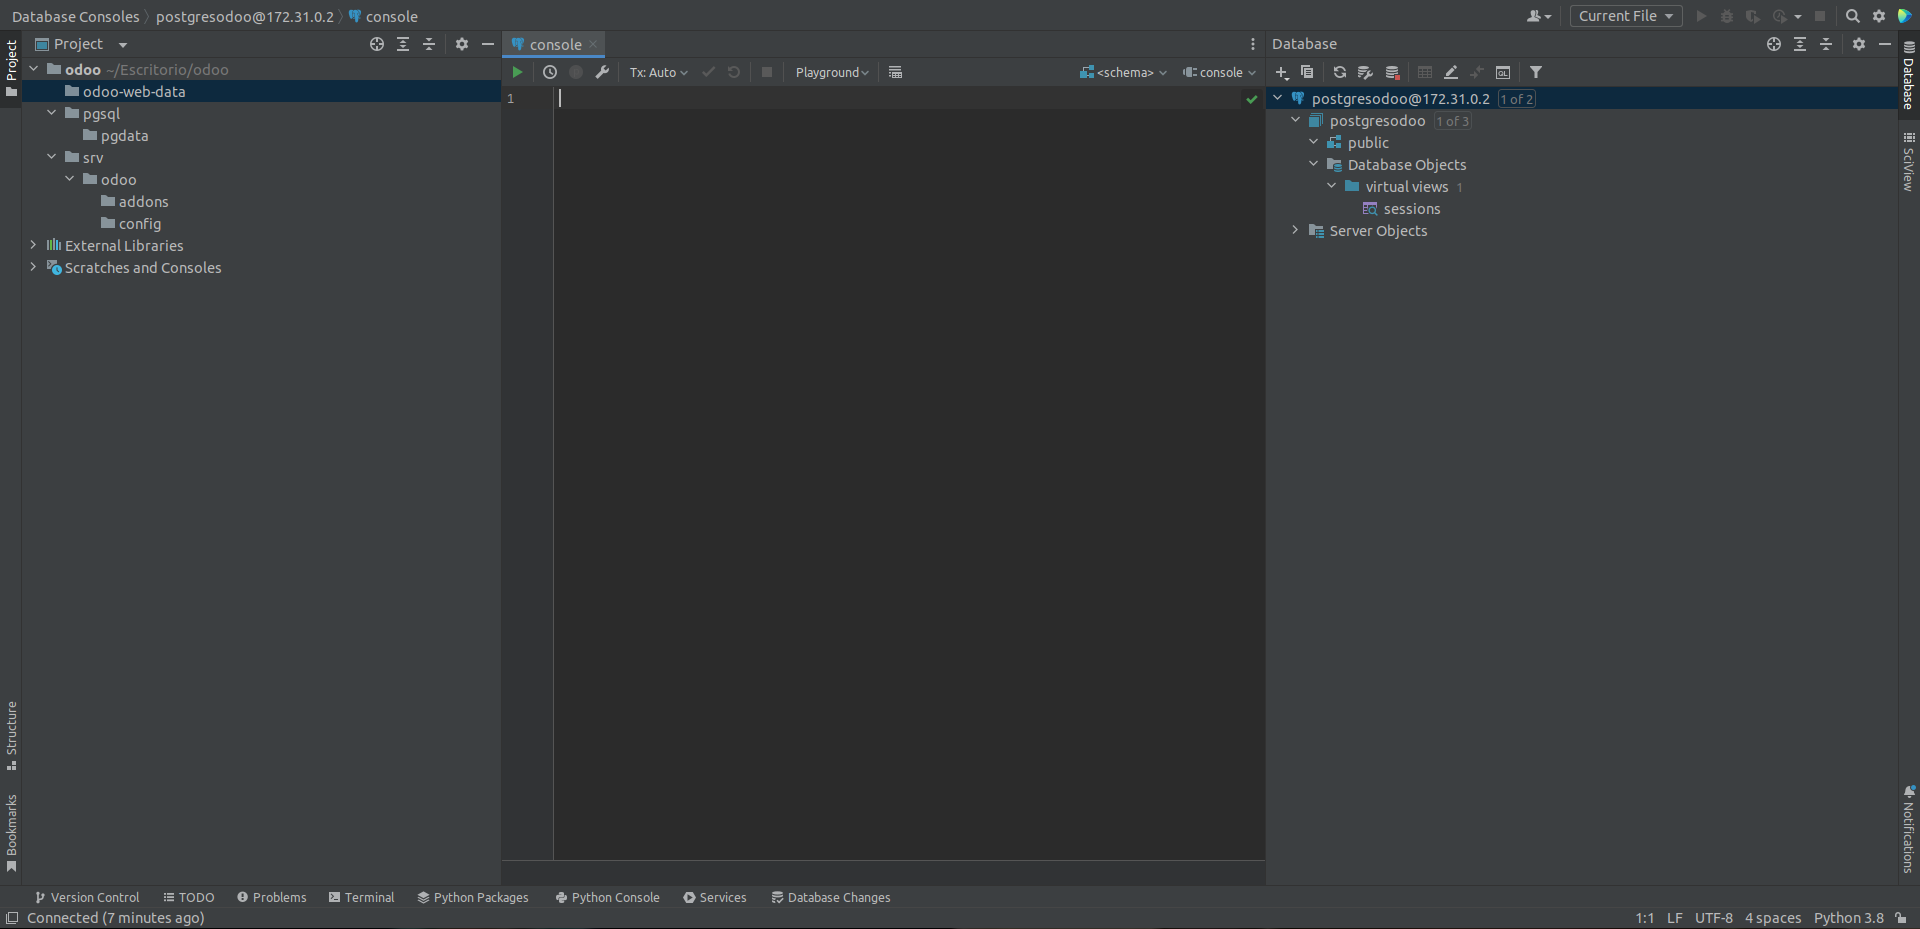 Database Consoles postgresodoo@172.31.0.2 console
Current File
Project
console
Database
Tx: Auto
Playground
<schema>
console
odoo ~/Escritorio/odoo
odoo-web-data
pgsql
pgdata
srv
odoo
addons
config
External Libraries
Scratches and Consoles
1
postgresodoo@172.31.0.2 1 of 2
postgresodoo 1 of 3
public
Database Objects
virtual views 1
sessions
Server Objects
Project
Structure
Bookmarks
Database
SciView
Notifications
Version Control
TODO
Problems
Terminal
Python Packages
Python Console
Services
Database Changes
Connected (7 minutes ago)
1:1 LF UTF-8 4 spaces Python 3.8